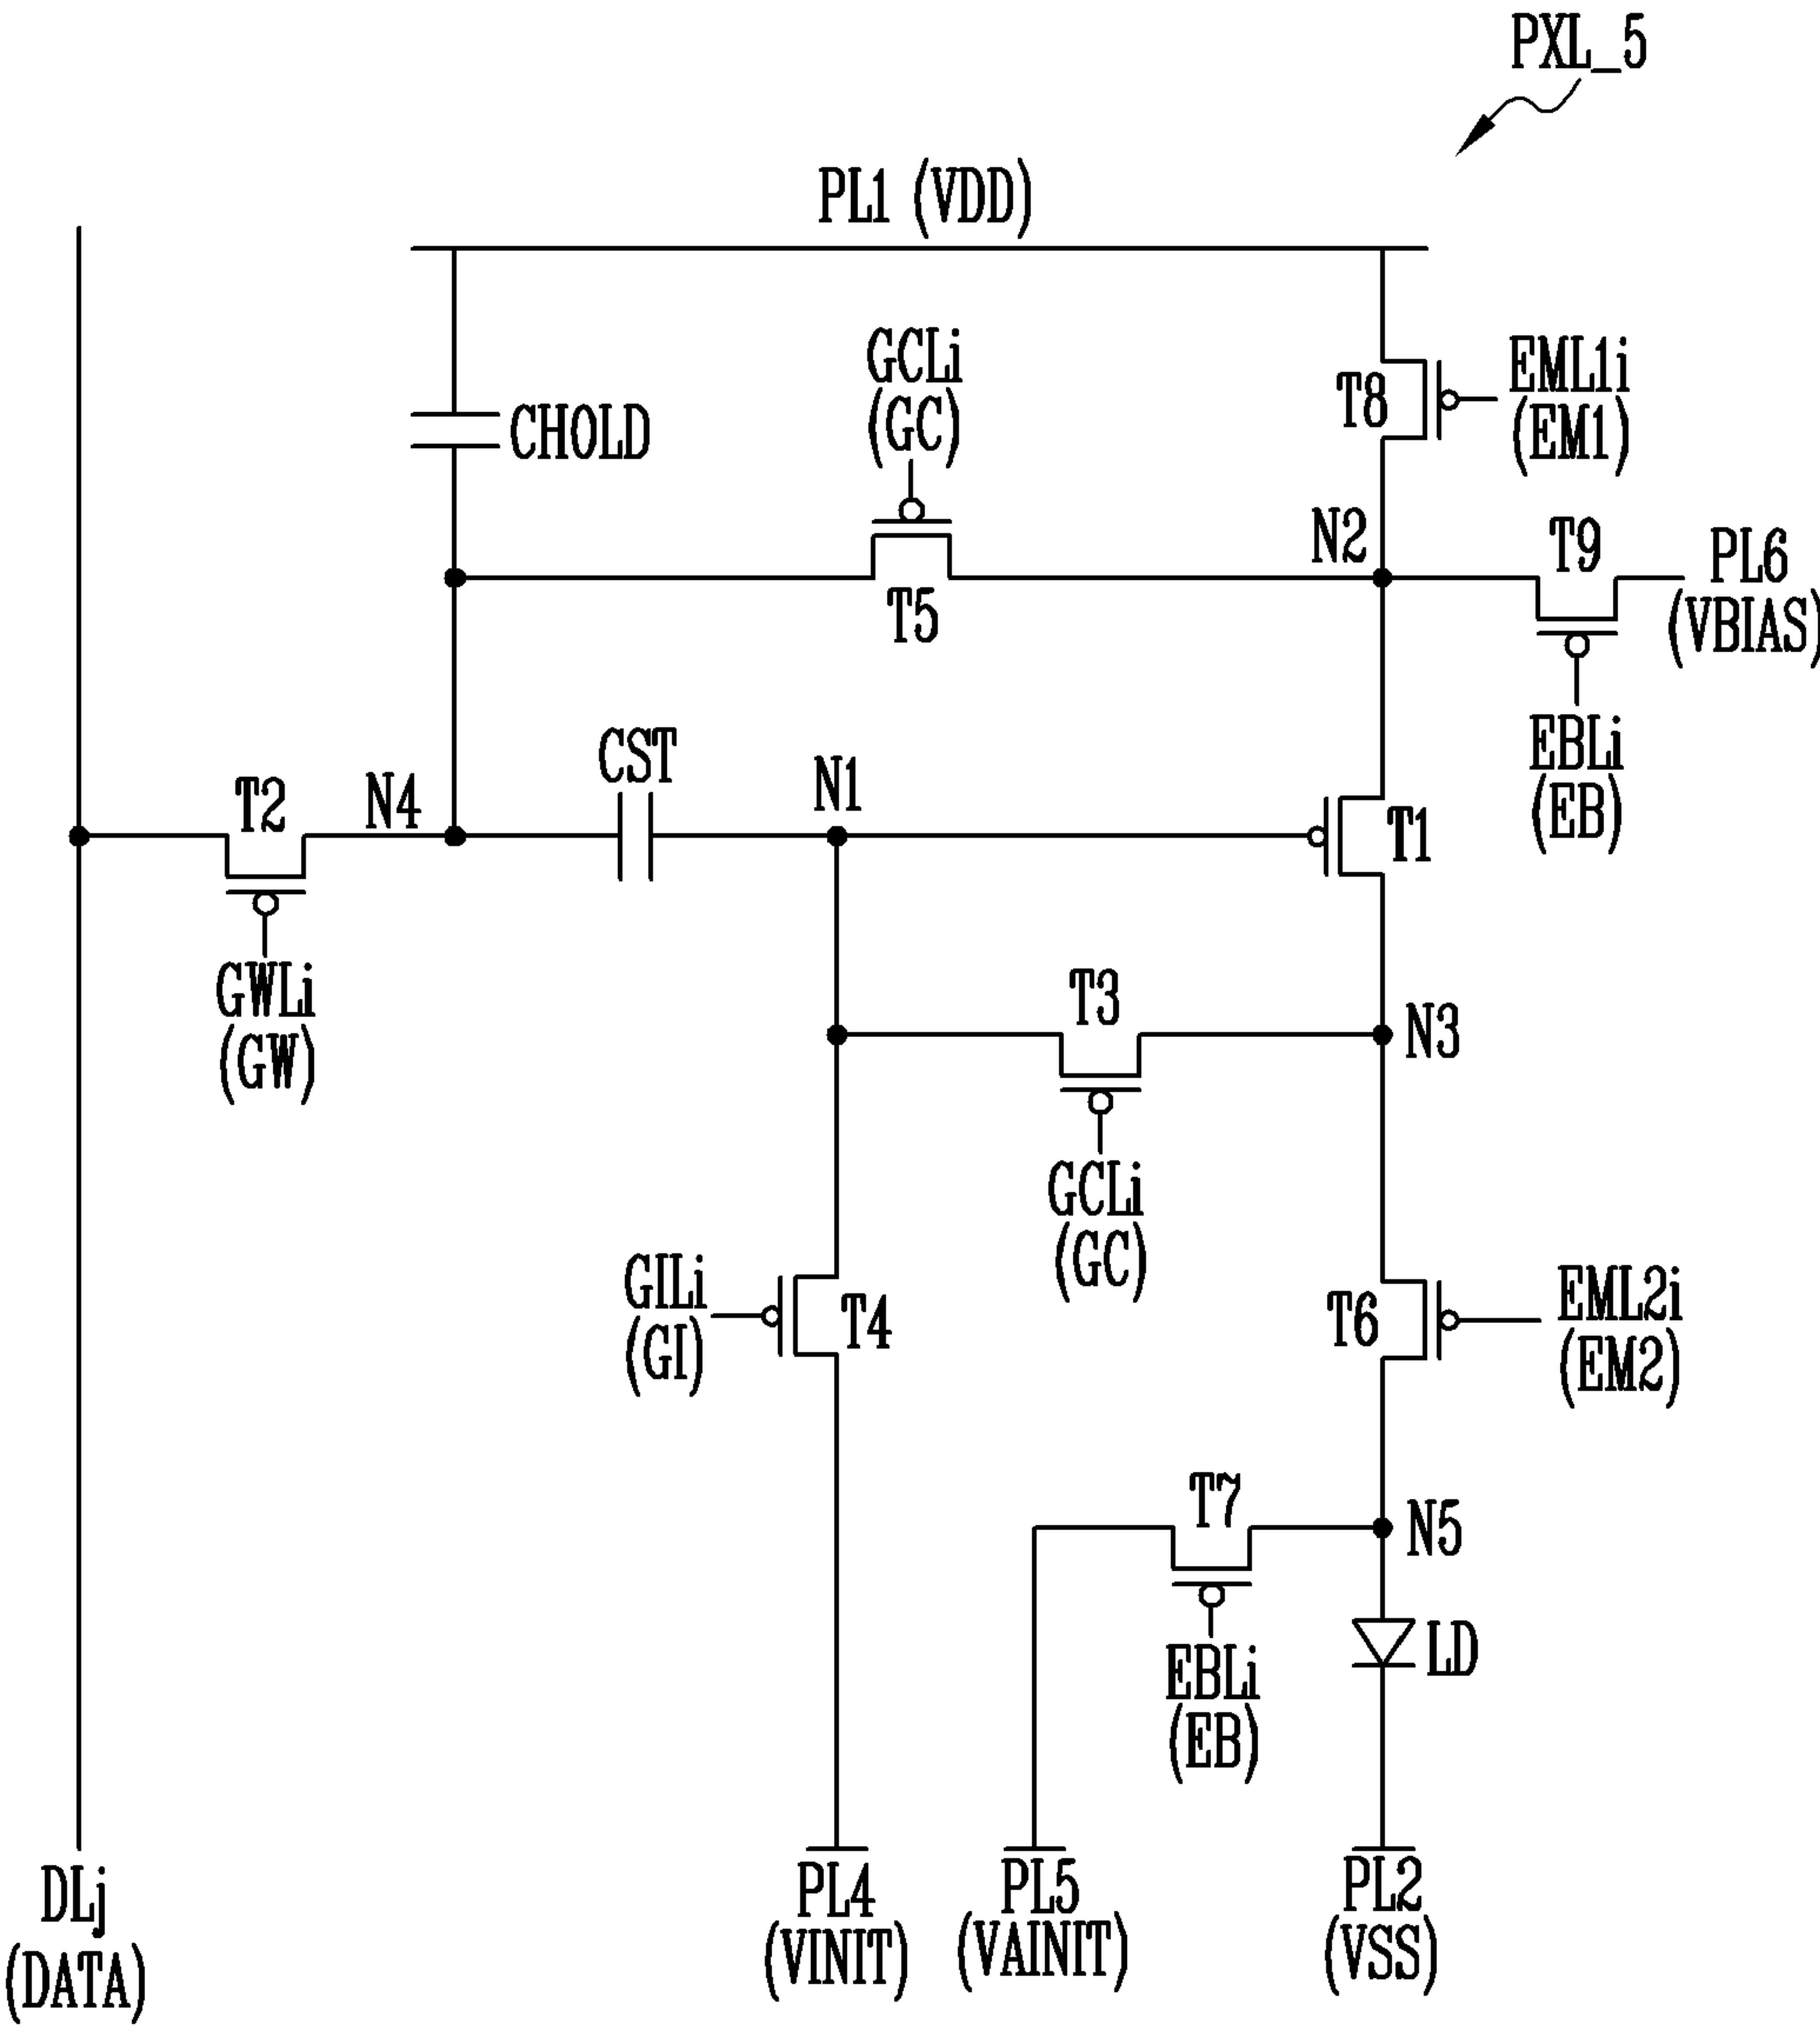 PXL_5
PL1 (VDD)
GCLi
(GC)
EML1i
(EM1)
T8
CHOLD
N2
T9
PL6
(VBIAS)
T5
EBLi
(EB)
CST
N1
T2
N4
T1
GWLi
(GW)
T3
N3
GCLi
(GC)
GILi
(GI)
T4
T6
EML2i
(EM2)
T7
N5
EBLi
(EB)
LD
DLj
(DATA)
PL4
(VINIT)
PL5
(VAINIT)
PL2
(VSS)